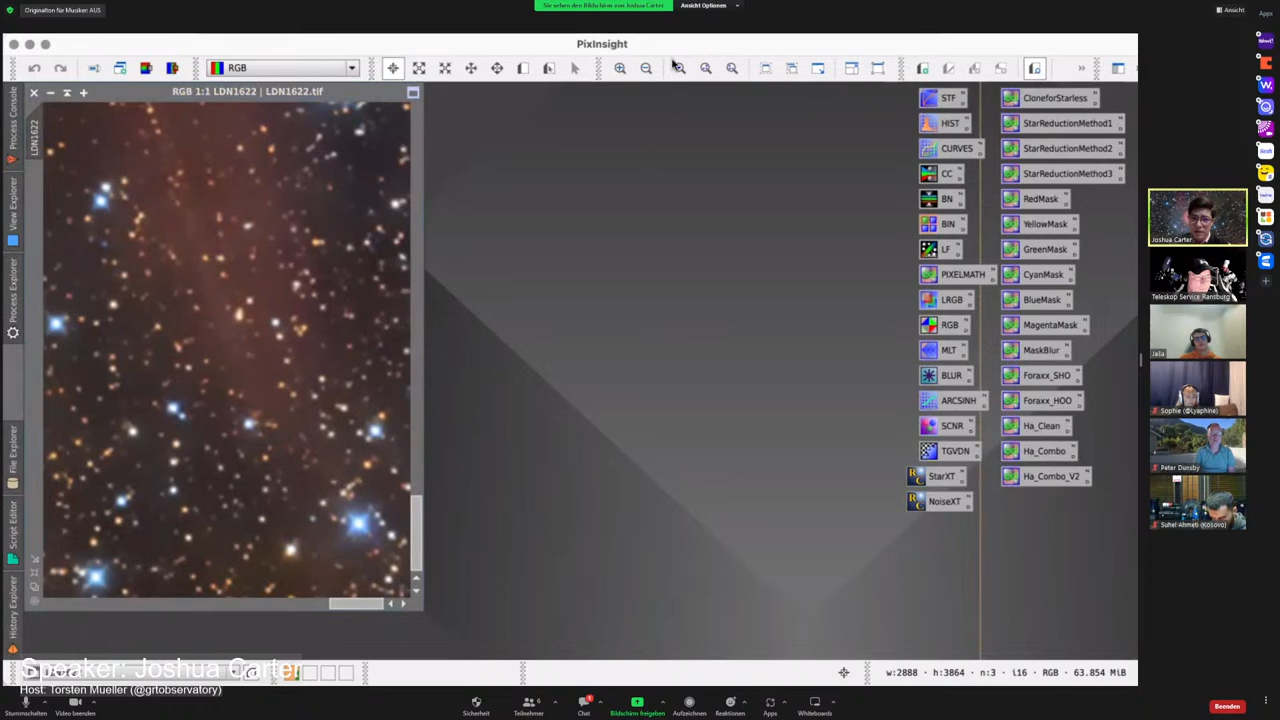 Originalton für Musiker: AUS
Sie sehen den Bildschirm von Joshua Carter
Ansicht Optionen
Ansicht
Apps
PixInsight
RGB
RGB 1:1 LDN1622 | LDN1622.tif
LDN1622
Process Console
View Explorer
Process Explorer
File Explorer
Script Editor
History Explorer
STF
HIST
CURVES
CC
BN
BIN
LF
PIXELMATH
LRGB
RGB
MLT
BLUR
ARCSINH
SCNR
TGVDN
StarXT
NoiseXT
CloneforStarless
StarReductionMethod1
StarReductionMethod2
StarReductionMethod3
RedMask
YellowMask
GreenMask
CyanMask
BlueMask
MagentaMask
MaskBlur
Foraxx_SHO
Foraxx_HOO
Ha_Clean
Ha_Combo
Ha_Combo_V2
Joshua Carter
Teleskop Service Ransburg
Jalla
Sophie (@Lyaphine)
Peter Dunsby
Suhel Ahmeti (Kosovo)
w:2888 · h:3864 · n:3 · i16 · RGB · 63.854 MiB
Speaker: Joshua Carter
Host: Torsten Mueller (@grtobservatory)
Stummschalten
Video beenden
Sicherheit
Teilnehmer
6
Chat
Bildschirm freigeben
Aufzeichnen
Reaktionen
Apps
Whiteboards
Beenden